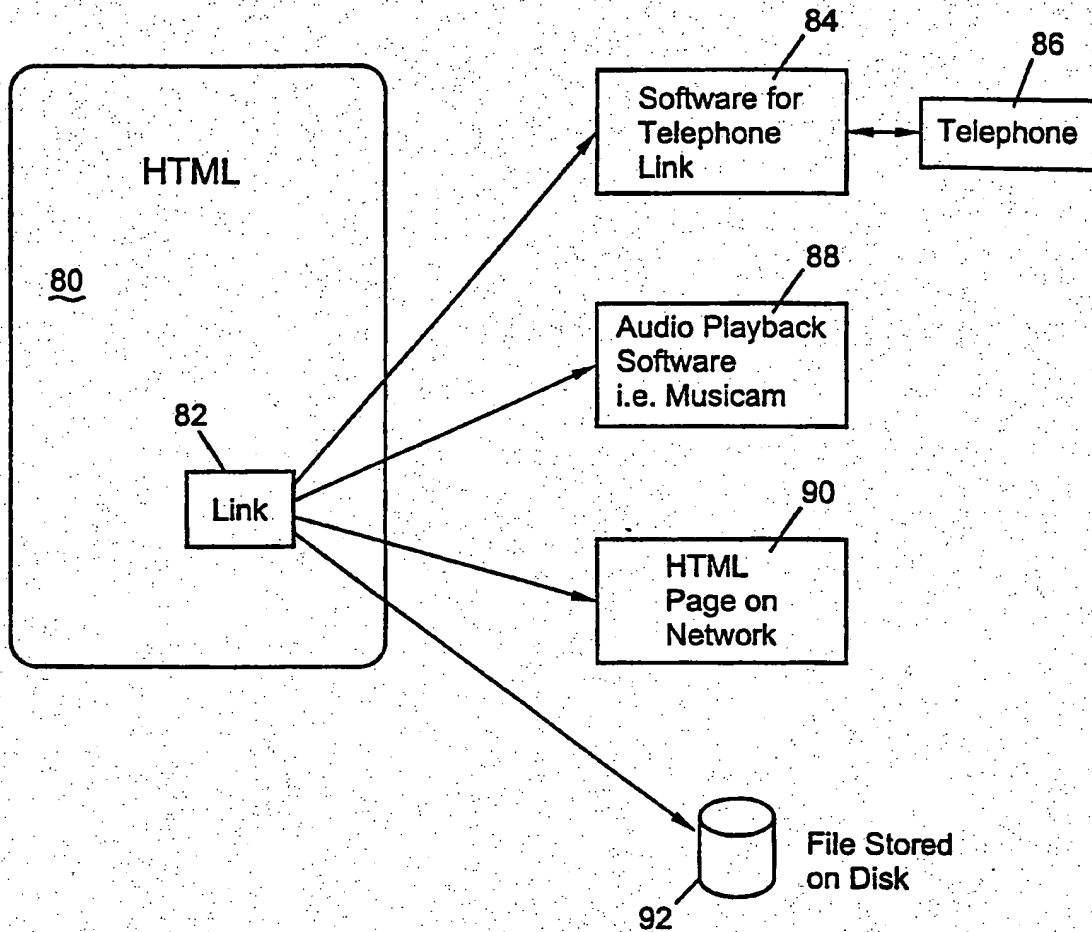 84
86
Software for
Telephone
Link
Telephone
HTML
80
88
Audio Playback
Software
i.e. Musicam
82
Link
90
HTML
Page on
Network
File Stored
on Disk
92